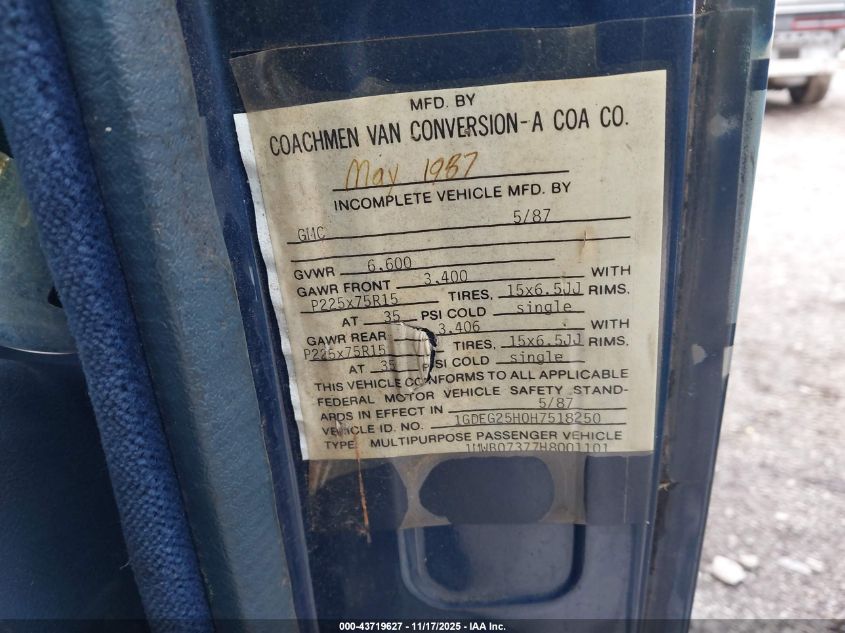 MFD. BY
COACHMEN VAN CONVERSION-A COA CO.
May 1987
INCOMPLETE VEHICLE MFD. BY
GMC 5/87
GVWR 6,600
GAWR FRONT 3,400 WITH
P225x75R15 TIRES, 15x6.5JJ RIMS,
AT 35 PSI COLD single
GAWR REAR 3,406 WITH
P225x75R15 TIRES, 15x6.5JJ RIMS,
AT 35 PSI COLD single
THIS VEHICLE CONFORMS TO ALL APPLICABLE
FEDERAL MOTOR VEHICLE SAFETY STAND-
ARDS IN EFFECT IN 5/87
VEHICLE ID. NO. 1GDEG25H0H7518250
TYPE: MULTIPURPOSE PASSENGER VEHICLE
1MWB07377H8001101
000-43719627 - 11/17/2025 - IAA Inc.